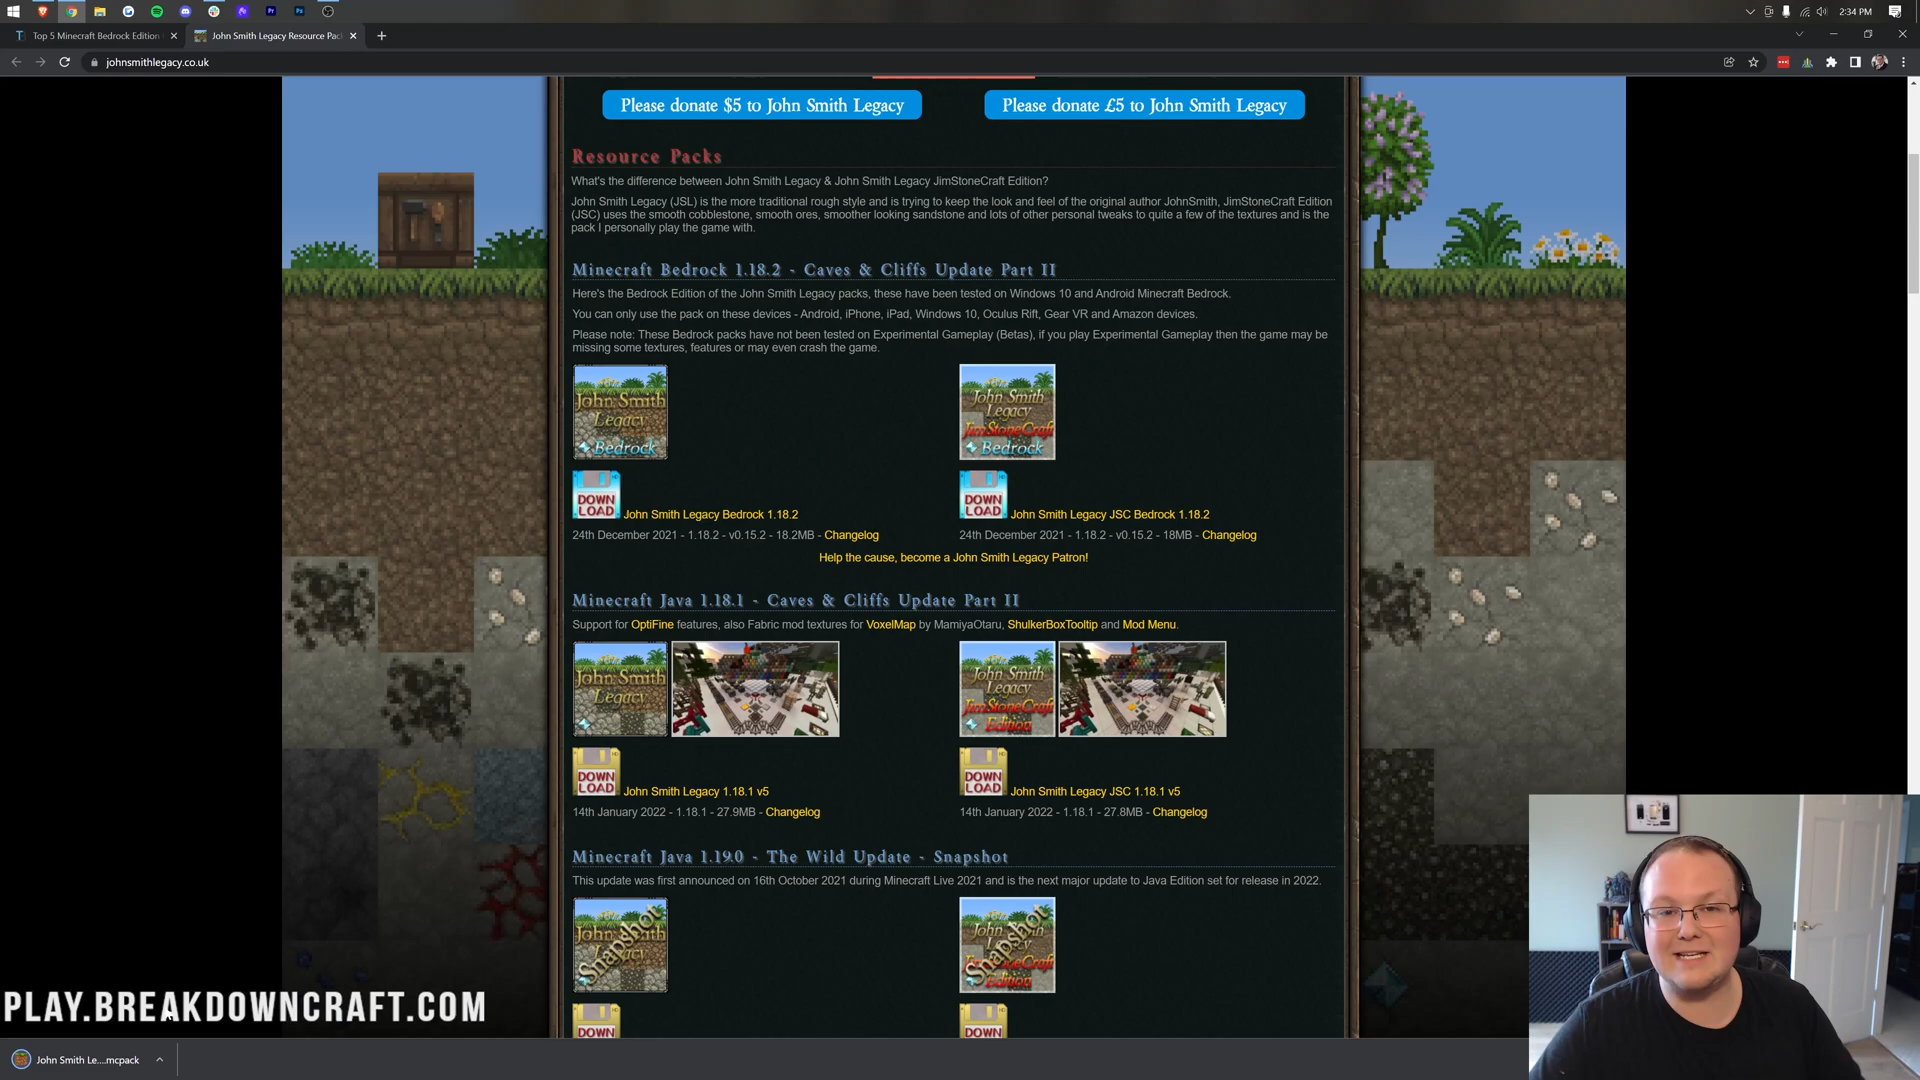 2:34 PM
Top 5 Minecraft Bedrock Edition
John Smith Legacy Resource Pac
johnsmithlegacy.co.uk
Please donate $5 to John Smith Legacy
Please donate £5 to John Smith Legacy
Resource Packs
What's the difference between John Smith Legacy & John Smith Legacy JimStoneCraft Edition?
John Smith Legacy (JSL) is the more traditional rough style and is trying to keep the look and feel of the original author JohnSmith, JimStoneCraft Edition
(JSC) uses the smooth cobblestone, smooth ores, smoother looking sandstone and lots of other personal tweaks to quite a few of the textures and is the
pack I personally play the game with.
Minecraft Bedrock 1.18.2 - Caves & Cliffs Update Part II
Here's the Bedrock Edition of the John Smith Legacy packs, these have been tested on Windows 10 and Android Minecraft Bedrock.
You can only use the pack on these devices - Android, iPhone, iPad, Windows 10, Oculus Rift, Gear VR and Amazon devices.
Please note: These Bedrock packs have not been tested on Experimental Gameplay (Betas), if you play Experimental Gameplay then the game may be
missing some textures, features or may even crash the game.
John Smith
Legacy
Bedrock
John Smith
Legacy
JimStoneCraft
Bedrock
DOWN
LOAD
John Smith Legacy Bedrock 1.18.2
DOWN
LOAD
John Smith Legacy JSC Bedrock 1.18.2
24th December 2021 - 1.18.2 - v0.15.2 - 18.2MB - Changelog
24th December 2021 - 1.18.2 - v0.15.2 - 18MB - Changelog
Help the cause, become a John Smith Legacy Patron!
Minecraft Java 1.18.1 - Caves & Cliffs Update Part II
Support for OptiFine features, also Fabric mod textures for VoxelMap by MamiyaOtaru, ShulkerBoxTooltip and Mod Menu.
John Smith
Legacy
John Smith
Legacy
JimStoneCraft
Edition
DOWN
LOAD
John Smith Legacy 1.18.1 v5
DOWN
LOAD
John Smith Legacy JSC 1.18.1 v5
14th January 2022 - 1.18.1 - 27.9MB - Changelog
14th January 2022 - 1.18.1 - 27.8MB - Changelog
Minecraft Java 1.19.0 - The Wild Update - Snapshot
This update was first announced on 16th October 2021 during Minecraft Live 2021 and is the next major update to Java Edition set for release in 2022.
John Smith
Legacy
Snapshot
John Smith
Legacy
JimStoneCraft
Edition
Snapshot
DOWN
DOWN
PLAY.BREAKDOWNCRAFT.COM
John Smith Le....mcpack